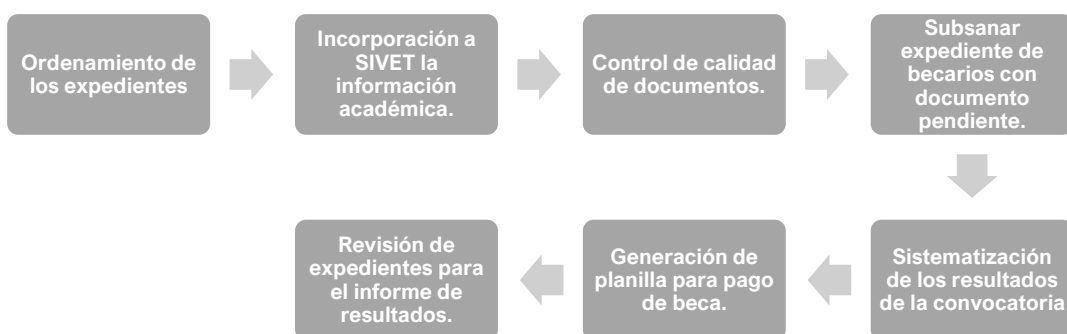 Ordenamiento de
los expedientes
Incorporación a
SIVET la
información
académica.
Control de calidad
de documentos.
Subsanar
expediente de
becarios con
documento
pendiente.
Sistematización
de los resultados
de la convocatoria
Generación de
planilla para pago
de beca.
Revisión de
expedientes para
el informe de
resultados.